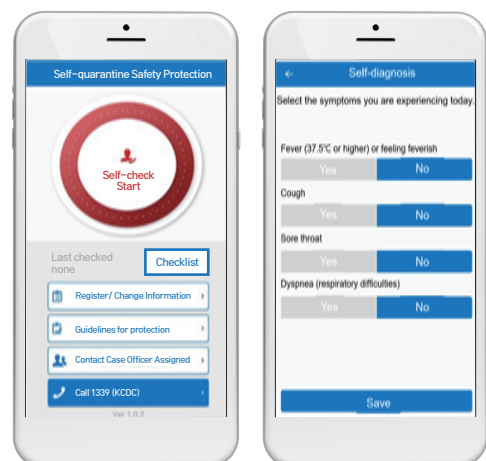 Self-quarantine Safety Protection
Self-check
Start
Last checked
none
Checklist
Register/ Change Information
Guidelines for protection
Contact Case Officer Assigned
Call 1339 (KCDC)
Ver 1.0.2
Self-diagnosis
Select the symptoms you are experiencing today.
Fever (37.5℃ or higher) or feeling feverish
Yes No
Cough
Yes No
Sore throat
Yes No
Dyspnea (respiratory difficulties)
Yes No
Save